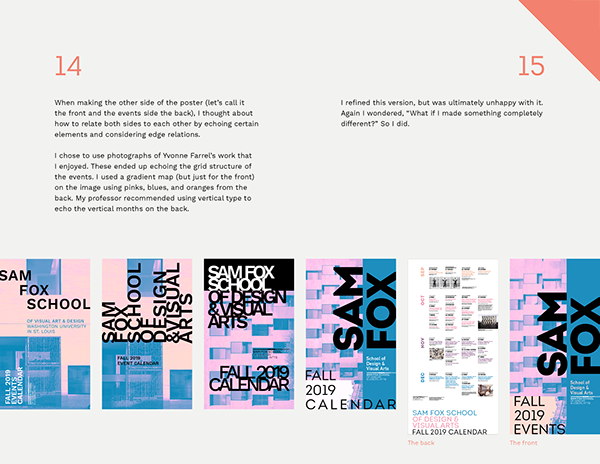 14
When making the other side of the poster (let's call it
the front and the events side the back), I thought about
how to relate both sides to each other by echoing certain
elements and considering edge relations.
I chose to use photographs of Yvonne Farrel's work that
I enjoyed. These ended up echoing the grid structure of
the events. I used a gradient map (but just for the front)
on the image using pinks, blues, and oranges from the
back. My professor recommended using vertical type to
echo the vertical months on the back.
15
I refined this version, but was ultimately unhappy with it.
Again I wondered, "What if I made something completely
different?" So I did.
SAM
FOX
SCHOOL
OF VISUAL ART & DESIGN
WASHINGTON UNIVERSITY
IN ST. LOUIS
FALL 2019
EVENTS
CALENDAR
SAM
FOX
SCHOOL
OF
DESIGN
& VISUAL
ARTS
FALL 2019
EVENT CALENDAR
SAM FOX
SCHOOL
OF DESIGN
& VISUAL
ARTS
FALL 2019
CALENDAR
SAM
FOX
School of
Design &
Visual Arts
FALL
2019
CALENDAR
SEP
OCT
NOV
DEC
SAM FOX SCHOOL
OF DESIGN &
VISUAL ARTS
FALL 2019 CALENDAR
The back
SAM
FOX
School of
Design &
Visual Arts
FALL
2019
EVENTS
The front